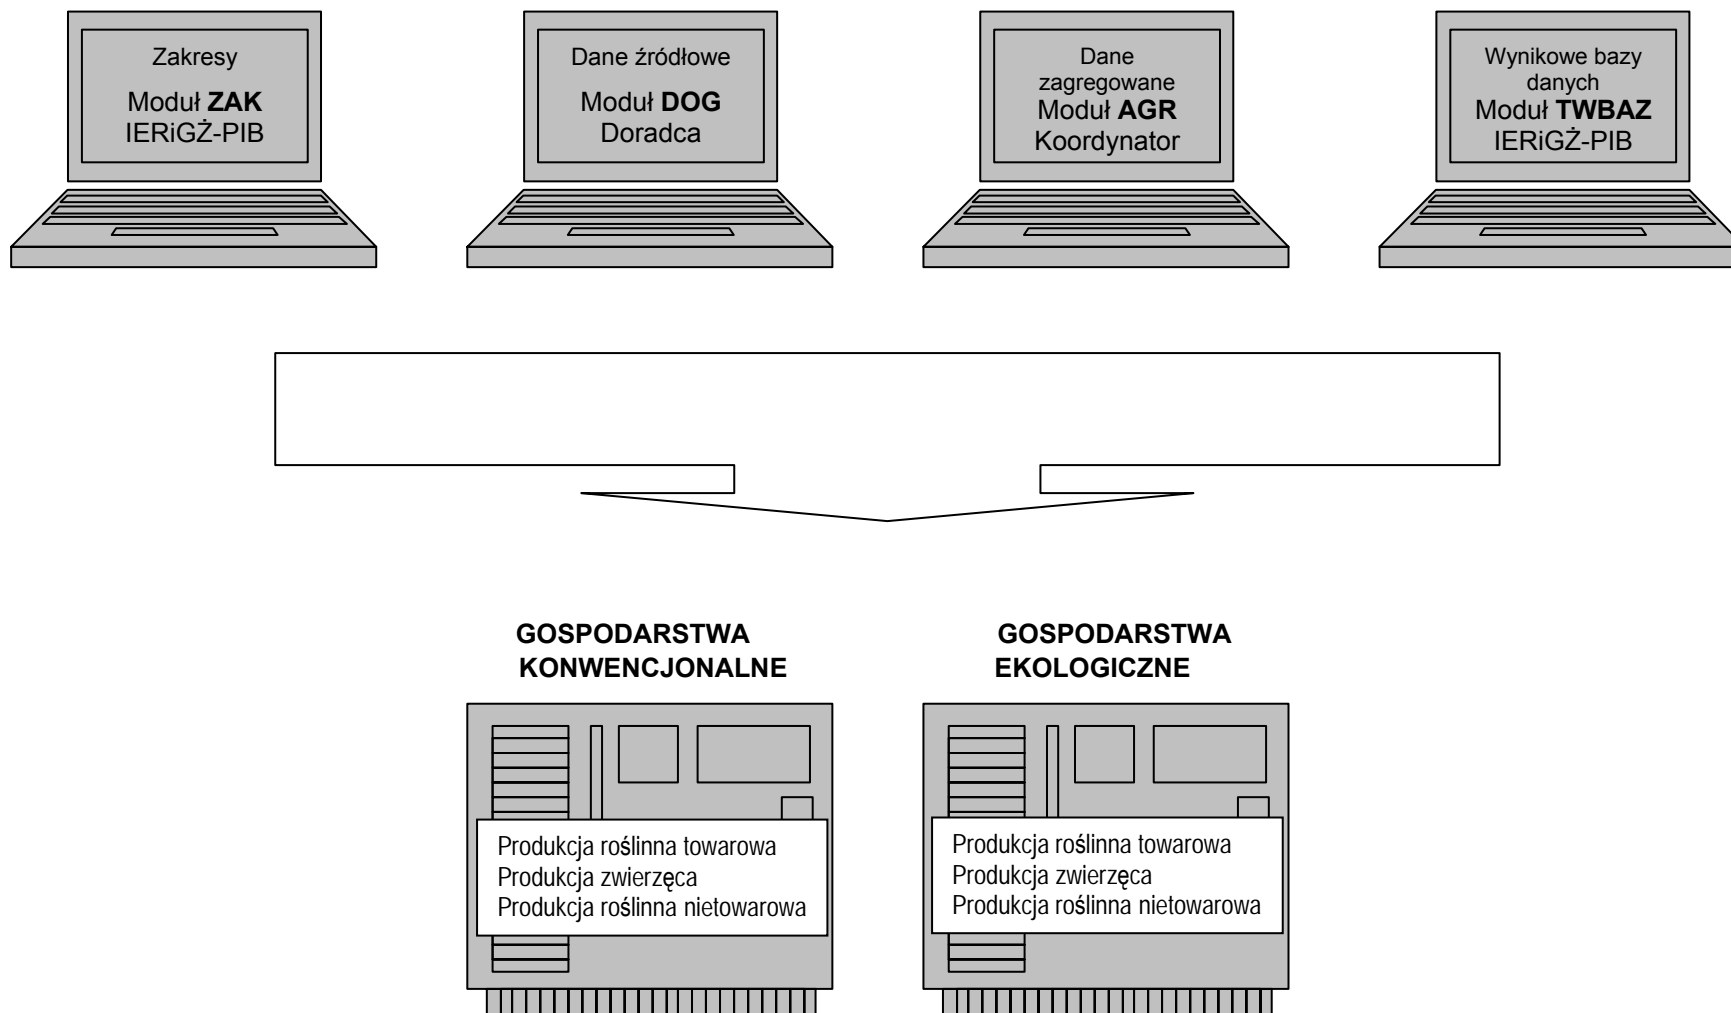 Zakresy
Moduł ZAK
IERiGŻ-PIB
Dane źródłowe
Moduł DOG
Doradca
Dane
zagregowane
Moduł AGR
Koordynator
Wynikowe bazy
danych
Moduł TWBAZ
IERiGŻ-PIB
GOSPODARSTWA
KONWENCJONALNE
GOSPODARSTWA
EKOLOGICZNE
Produkcja roślinna towarowa
Produkcja zwierzęca
Produkcja roślinna nietowarowa
Produkcja roślinna towarowa
Produkcja zwierzęca
Produkcja roślinna nietowarowa